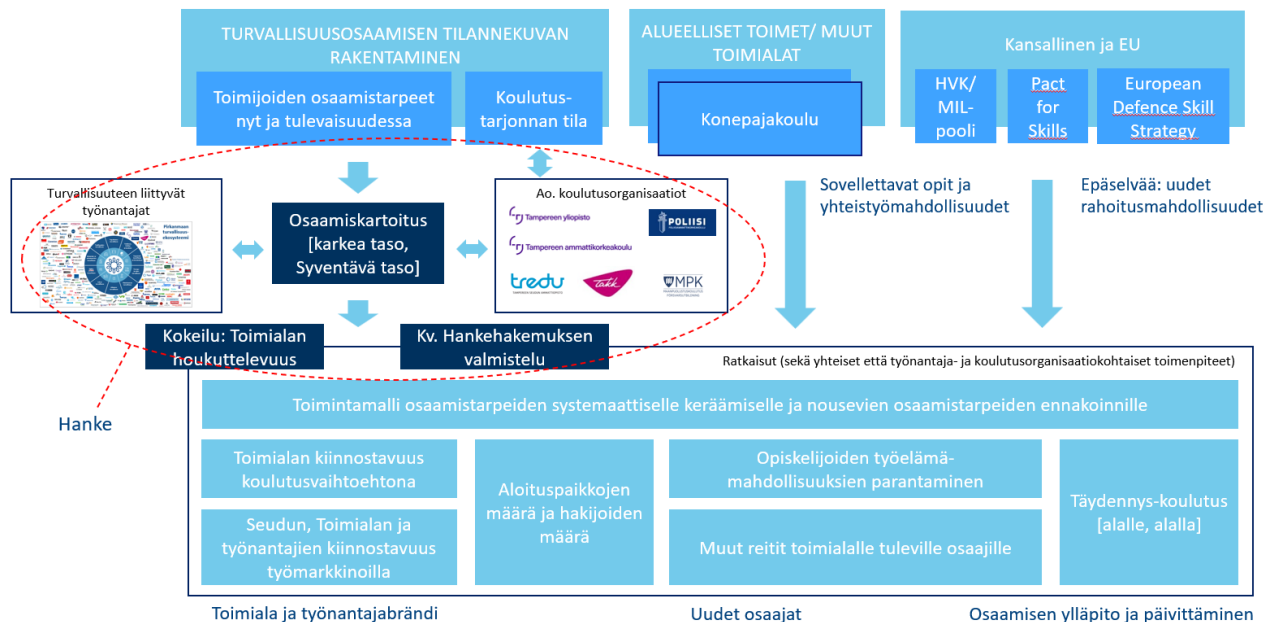 TURVALLISUUSOSAAMISEN TILANNEKUVAN
RAKENTAMINEN
Toimijoiden osaamistarpeet
nyt ja tulevaisuudessa
Koulutus-
tarjonnan tila
ALUEELLISET TOIMET/ MUUT
TOIMIALAT
Konepajakoulu
Kansallinen ja EU
HVK/
MIL-
pooli
Pact
for
Skills
European
Defence Skill
Strategy
Turvallisuuteen liittyvät
työnantajat
Pirkanmaan
turvallisuus-
ekosysteemi
Osaamiskartoitus
[karkea taso,
Syventävä taso]
Ao. koulutusorganisaatiot
Tampereen yliopisto
POLIISI
Tampereen ammattikorkeakoulu
tredu
takk
MPK
Sovellettavat opit ja
yhteistyömahdollisuudet
Epäselvää: uudet
rahoitusmahdollisuudet
Kokeilu: Toimialan
houkuttelevuus
Kv. Hankehakemuksen
valmistelu
Hanke
Ratkaisut (sekä yhteiset että työnantaja- ja koulutusorganisaatiokohtaiset toimenpiteet)
Toimintamalli osaamistarpeiden systemaattiselle keräämiselle ja nousevien osaamistarpeiden ennakoinnille
Toimialan kiinnostavuus
koulutusvaihtoehtona
Seudun, Toimialan ja
työnantajien kiinnostavuus
työmarkkinoilla
Aloituspaikkojen
määrä ja hakijoiden
määrä
Opiskelijoiden työelämä-
mahdollisuuksien parantaminen
Muut reitit toimialalle tuleville osaajille
Täydennys-koulutus
[alalle, alalla]
Toimiala ja työnantajabrändi
Uudet osaajat
Osaamisen ylläpito ja päivittäminen